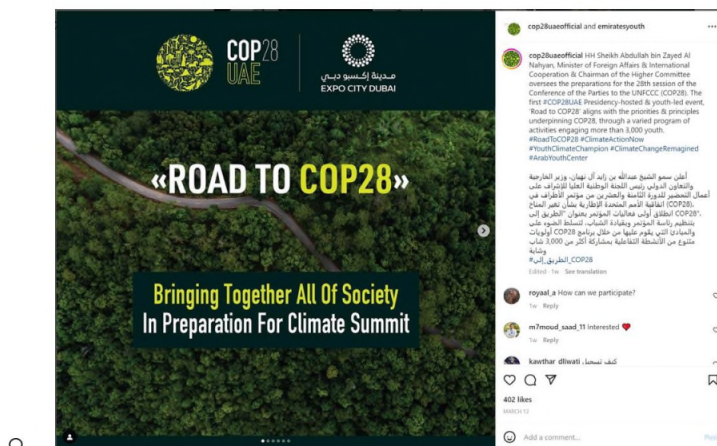 COP28
UAE
مدينة إكسبو دبي
EXPO CITY DUBAI
«ROAD TO COP28»
Bringing Together All Of Society
In Preparation For Climate Summit
cop28uaeofficial and emiratesyouth
cop28uaeofficial HH Sheikh Abdullah bin Zayed Al
Nahyan, Minister of Foreign Affairs & International
Cooperation & Chairman of the Higher Committee
oversees the preparations for the 28th session of the
Conference of the Parties to the UNFCCC (COP28). The
first #COP28UAE Presidency-hosted & youth-led event,
'Road to COP28' aligns with the priorities & principles
underpinning COP28, through a varied program of
activities engaging more than 3,000 youth.
#RoadToCOP28 #ClimateActionNow
#YouthClimateChampion #ClimateChangeReimagined
#ArabYouthCenter
أعلن سمو الشيخ عبدالله بن زايد آل نهيان، وزير الخارجية
والتعاون الدولي رئيس اللجنة الوطنية العليا للإشراف على
أعمال التحضير للدورة الثامنة والعشرين من مؤتمر الأطراف في
اتفاقية الأمم المتحدة الإطارية بشأن تغير المناخ (COP28)،
انطلاق أولى فعاليات المؤتمر بعنوان "الطريق إلى COP28"،
بتنظيم رئاسة المؤتمر وبقيادة الشباب، لتسلط الضوء على
أولويات COP28 والمبادئ التي يقوم عليها من خلال برنامج
متنوع من الأنشطة التفاعلية بمشاركة أكثر من 3,000 شاب
وشابة
#الطريق_إلى_COP28
Edited · 1w See translation
royaal_a How can we participate?
1w Reply
m7moud_saad_11 Interested
1w Reply
kawthar_dliwati كيف تسجيل
402 likes
MARCH 12
Add a comment...
Post